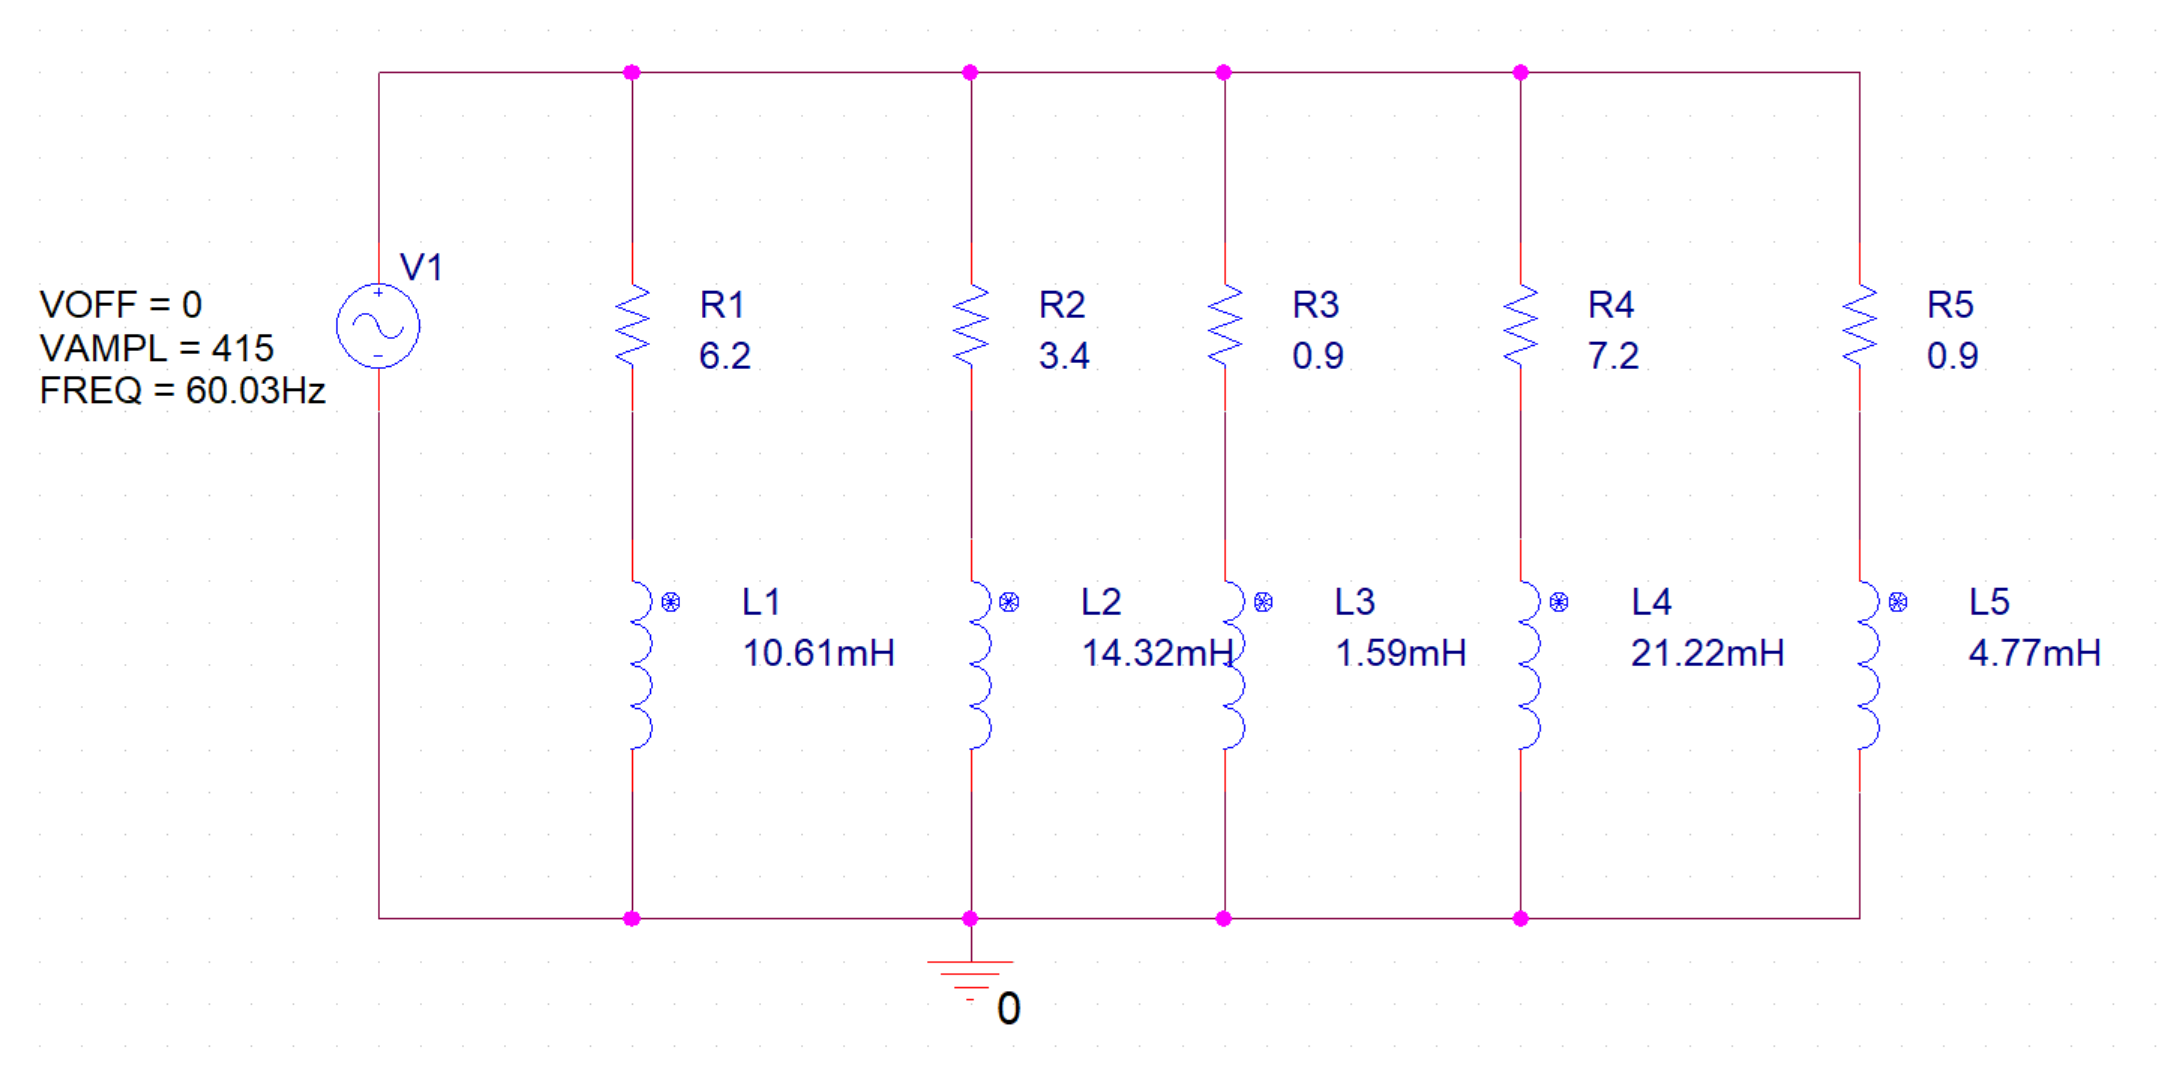 V1
VOFF = 0
VAMPL = 415
FREQ = 60.03Hz
R1
6.2
R2
3.4
R3
0.9
R4
7.2
R5
0.9
L1
10.61mH
L2
14.32mH
L3
1.59mH
L4
21.22mH
L5
4.77mH
0